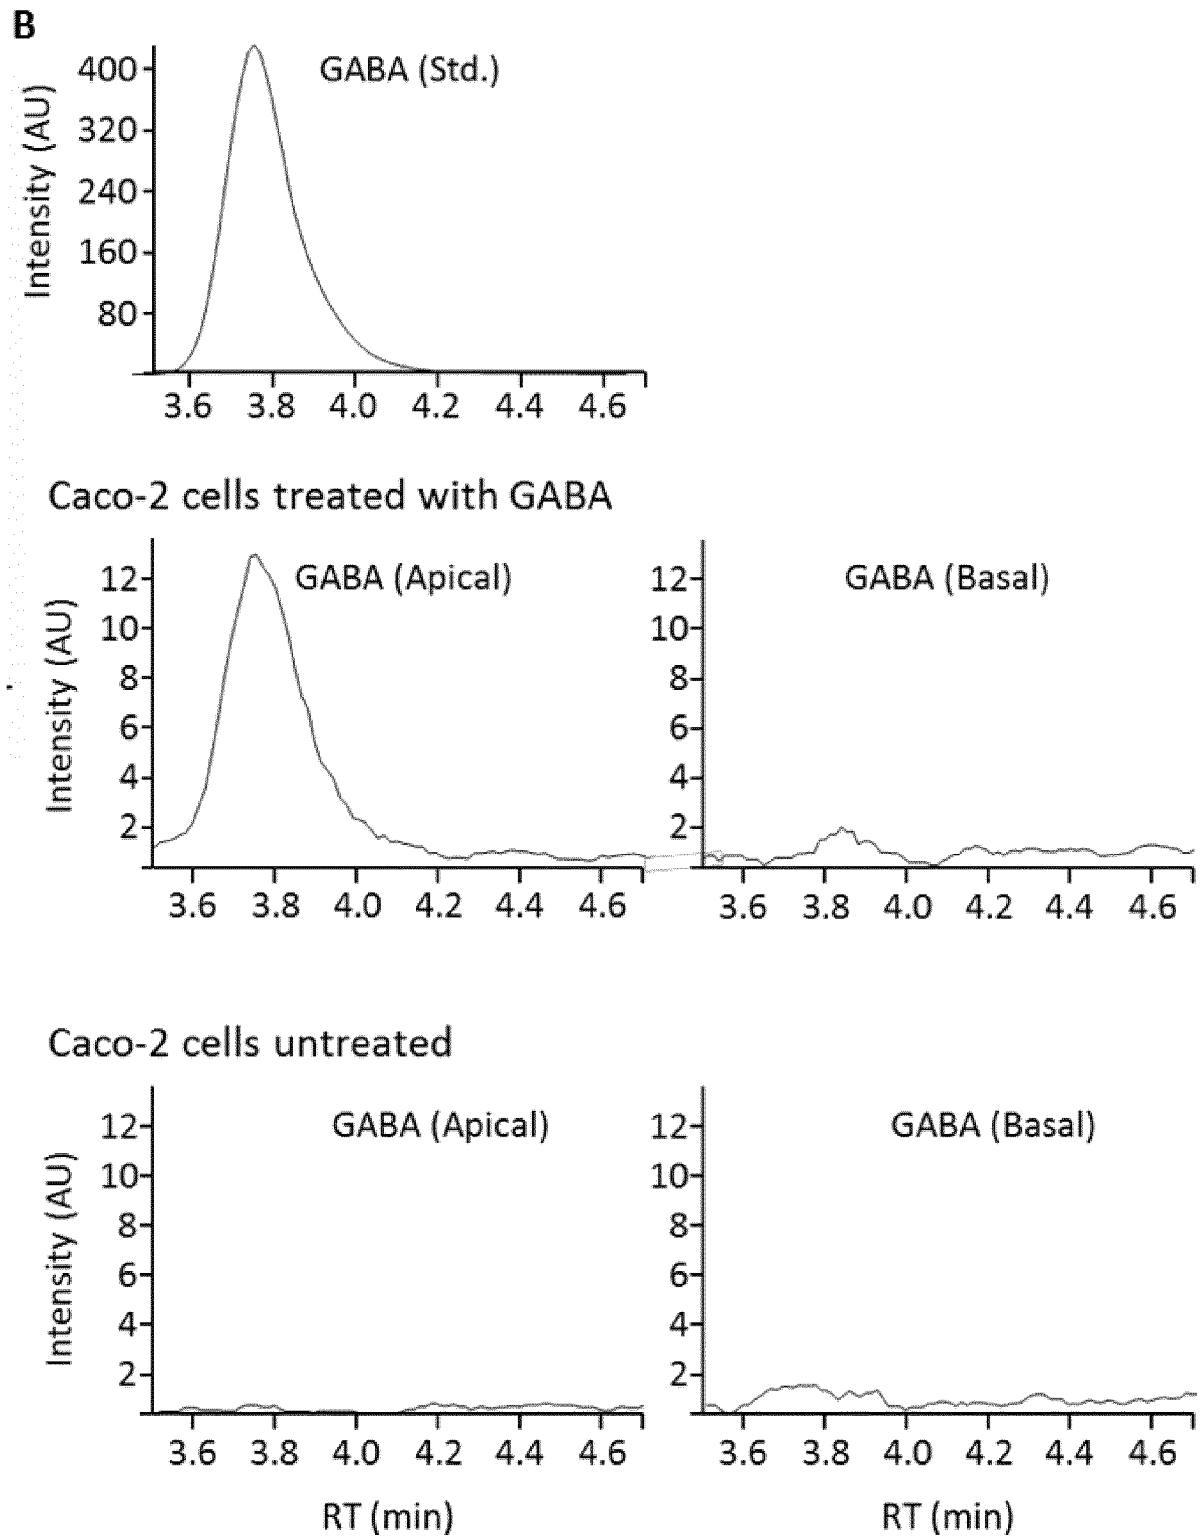 B
GABA (Std.)
Intensity (AU)
400
320
240
160
80
3.6 3.8 4.0 4.2 4.4 4.6
Caco-2 cells treated with GABA
GABA (Apical)
Intensity (AU)
12
10
8
6
4
2
3.6 3.8 4.0 4.2 4.4 4.6
GABA (Basal)
12
10
8
6
4
2
3.6 3.8 4.0 4.2 4.4 4.6
Caco-2 cells untreated
GABA (Apical)
Intensity (AU)
12
10
8
6
4
2
3.6 3.8 4.0 4.2 4.4 4.6
RT (min)
GABA (Basal)
12
10
8
6
4
2
3.6 3.8 4.0 4.2 4.4 4.6
RT (min)